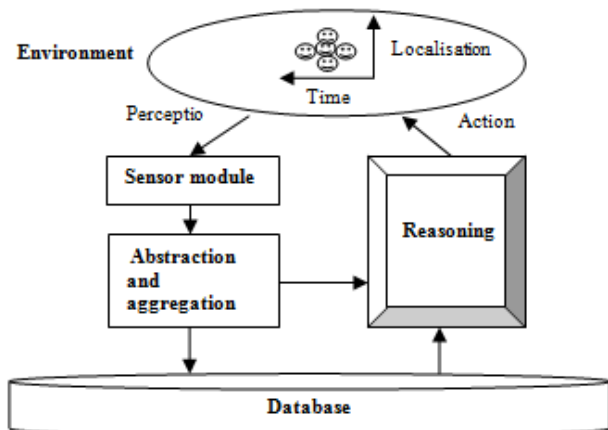 Environment
Localisation
Time
Perceptio
Action
Sensor module
Reasoning
Abstraction
and
aggregation
Database